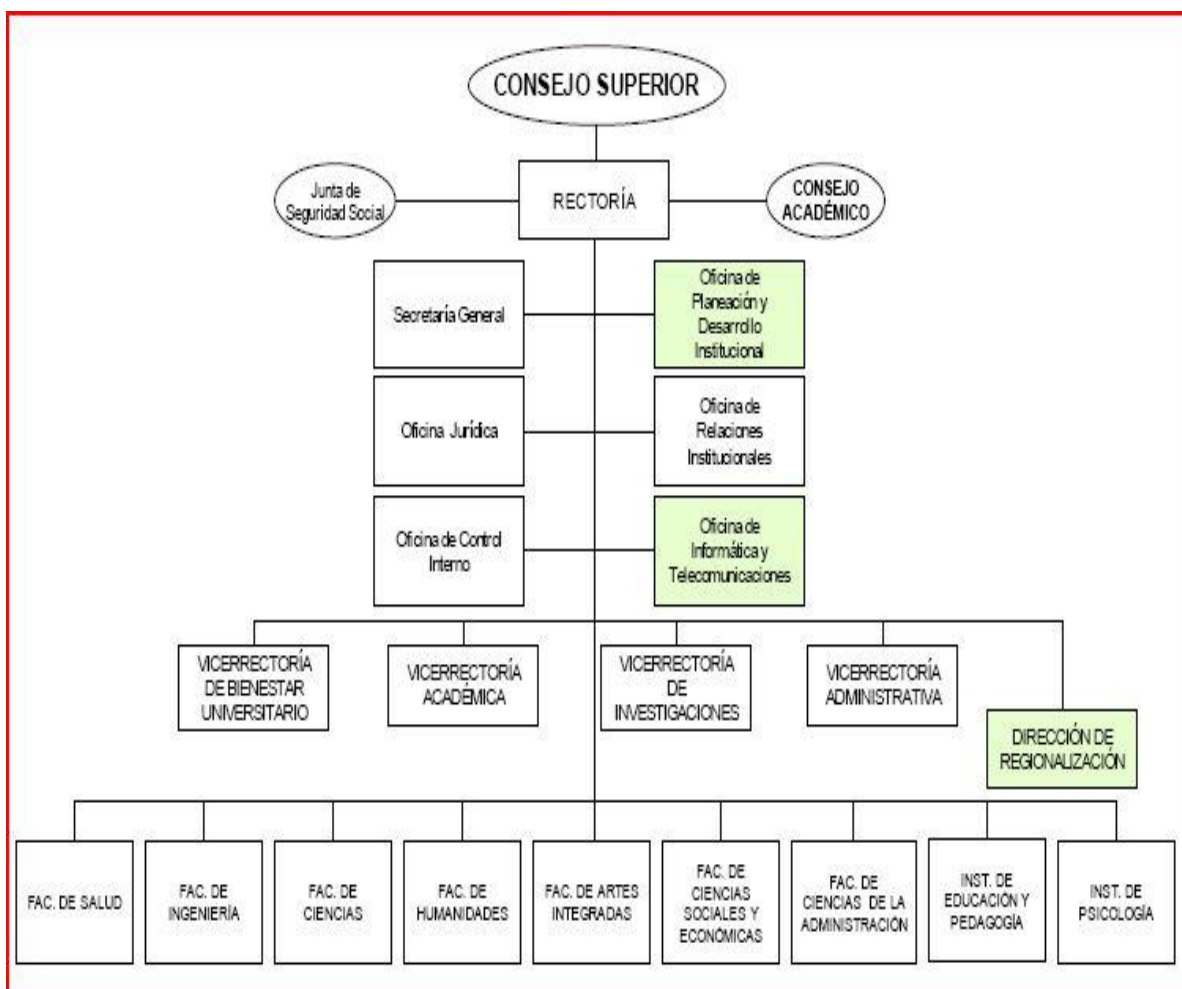 CONSEJO SUPERIOR
Junta de
Seguridad Social
RECTORÍA
CONSEJO
ACADÉMICO
Secretaría General
Oficina de
Planeación y
Desarrollo
Institucional
Oficina Jurídica
Oficina de
Relaciones
Institucionales
Oficina de Control
Interno
Oficina de
Informática y
Telecomunicaciones
VICERRECTORÍA
DE BIENESTAR
UNIVERSITARIO
VICERRECTORÍA
ACADÉMICA
VICERRECTORÍA
DE
INVESTIGACIONES
VICERRECTORÍA
ADMINISTRATIVA
DIRECCIÓN DE
REGIONALIZACIÓN
FAC. DE SALUD
FAC. DE
INGENIERÍA
FAC. DE
CIENCIAS
FAC. DE
HUMANIDADES
FAC. DE ARTES
INTEGRADAS
FAC. DE
CIENCIAS
SOCIALES Y
ECONÓMICAS
FAC. DE
CIENCIAS DE LA
ADMINISTRACIÓN
INST. DE
EDUCACIÓN Y
PEDAGOGÍA
INST. DE
PSICOLOGÍA